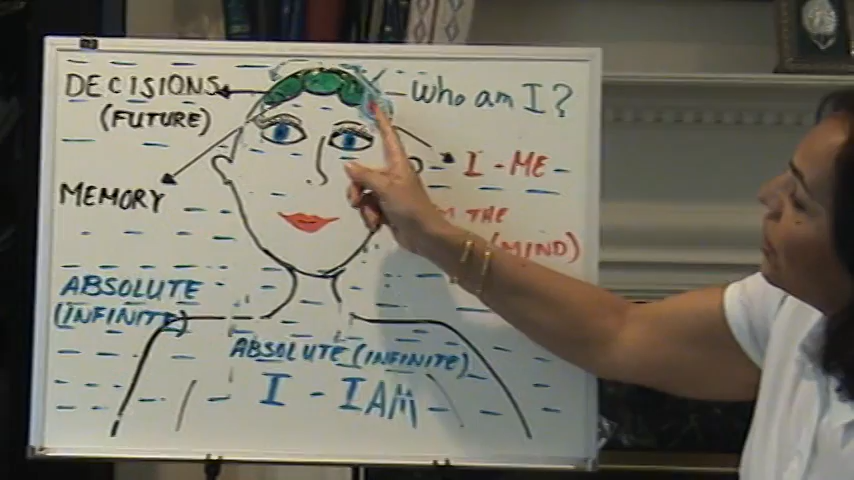 DECISIONS
(FUTURE)
MEMORY
Who am I?
I - ME
THE
(MIND)
ABSOLUTE
(INFINITE)
ABSOLUTE (INFINITE)
I - I AM